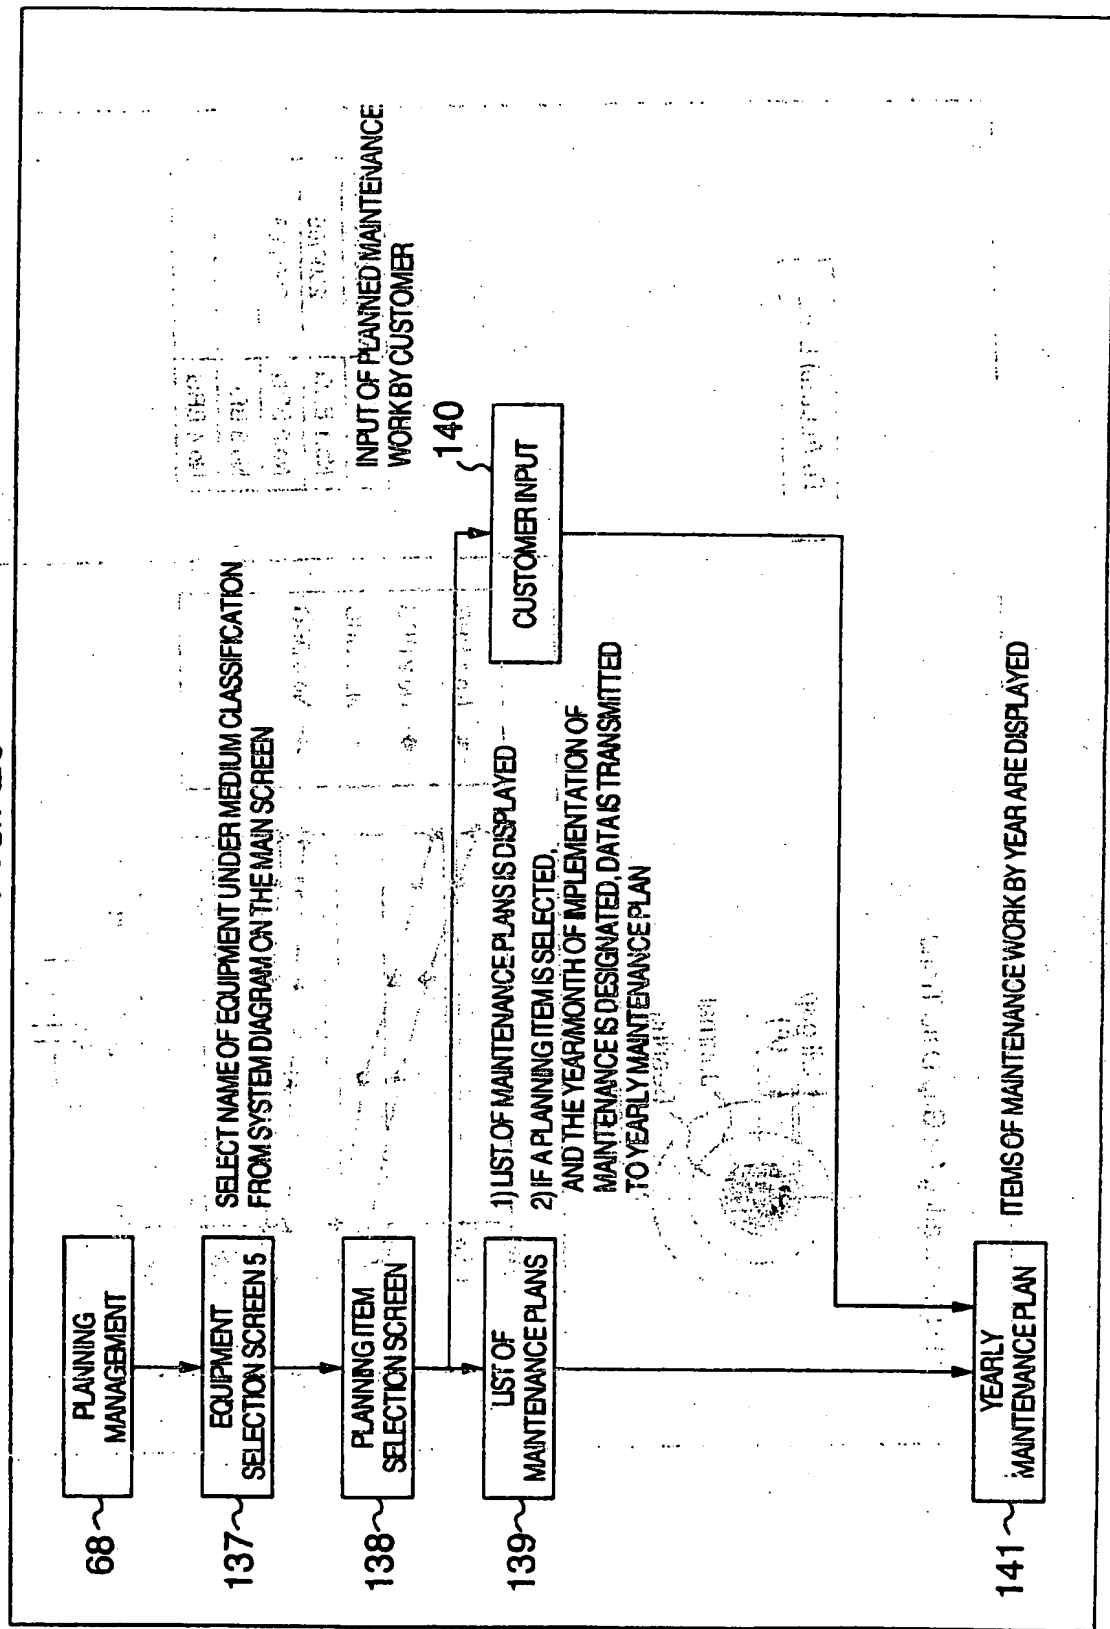 68
PLANNING
MANAGEMENT
137
EQUIPMENT
SELECTION SCREEN 5
SELECT NAME OF EQUIPMENT UNDER MEDIUM CLASSIFICATION
FROM SYSTEM DIAGRAM ON THE MAIN SCREEN
138
PLANNING ITEM
SELECTION SCREEN
INPUT OF PLANNED MAINTENANCE
WORK BY CUSTOMER
139
LIST OF
MAINTENANCE PLANS
1) LIST OF MAINTENANCE PLANS IS DISPLAYED
2) IF A PLANNING ITEM IS SELECTED,
AND THE YEAR/MONTH OF IMPLEMENTATION OF
MAINTENANCE IS DESIGNATED, DATA IS TRANSMITTED
TO YEARLY MAINTENANCE PLAN
140
CUSTOMER INPUT
141
YEARLY
MAINTENANCE PLAN
ITEMS OF MAINTENANCE WORK BY YEAR ARE DISPLAYED